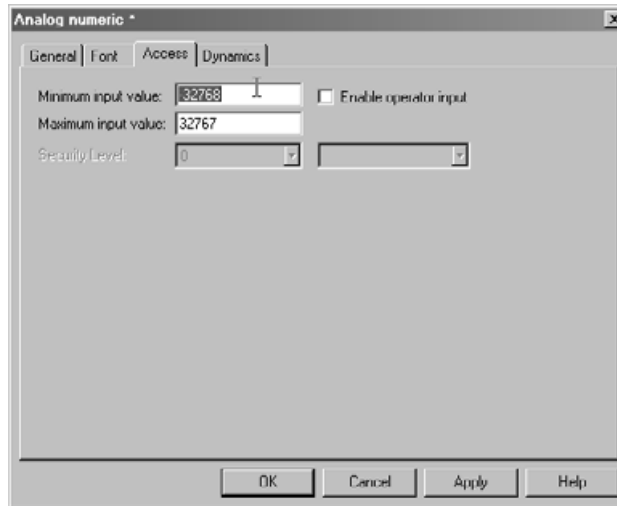 Analog numeric *
General Font Access Dynamics
Minimum input value: -32768 Enable operator input
Maximum input value: 32767
Security Level: 0
OK Cancel Apply Help